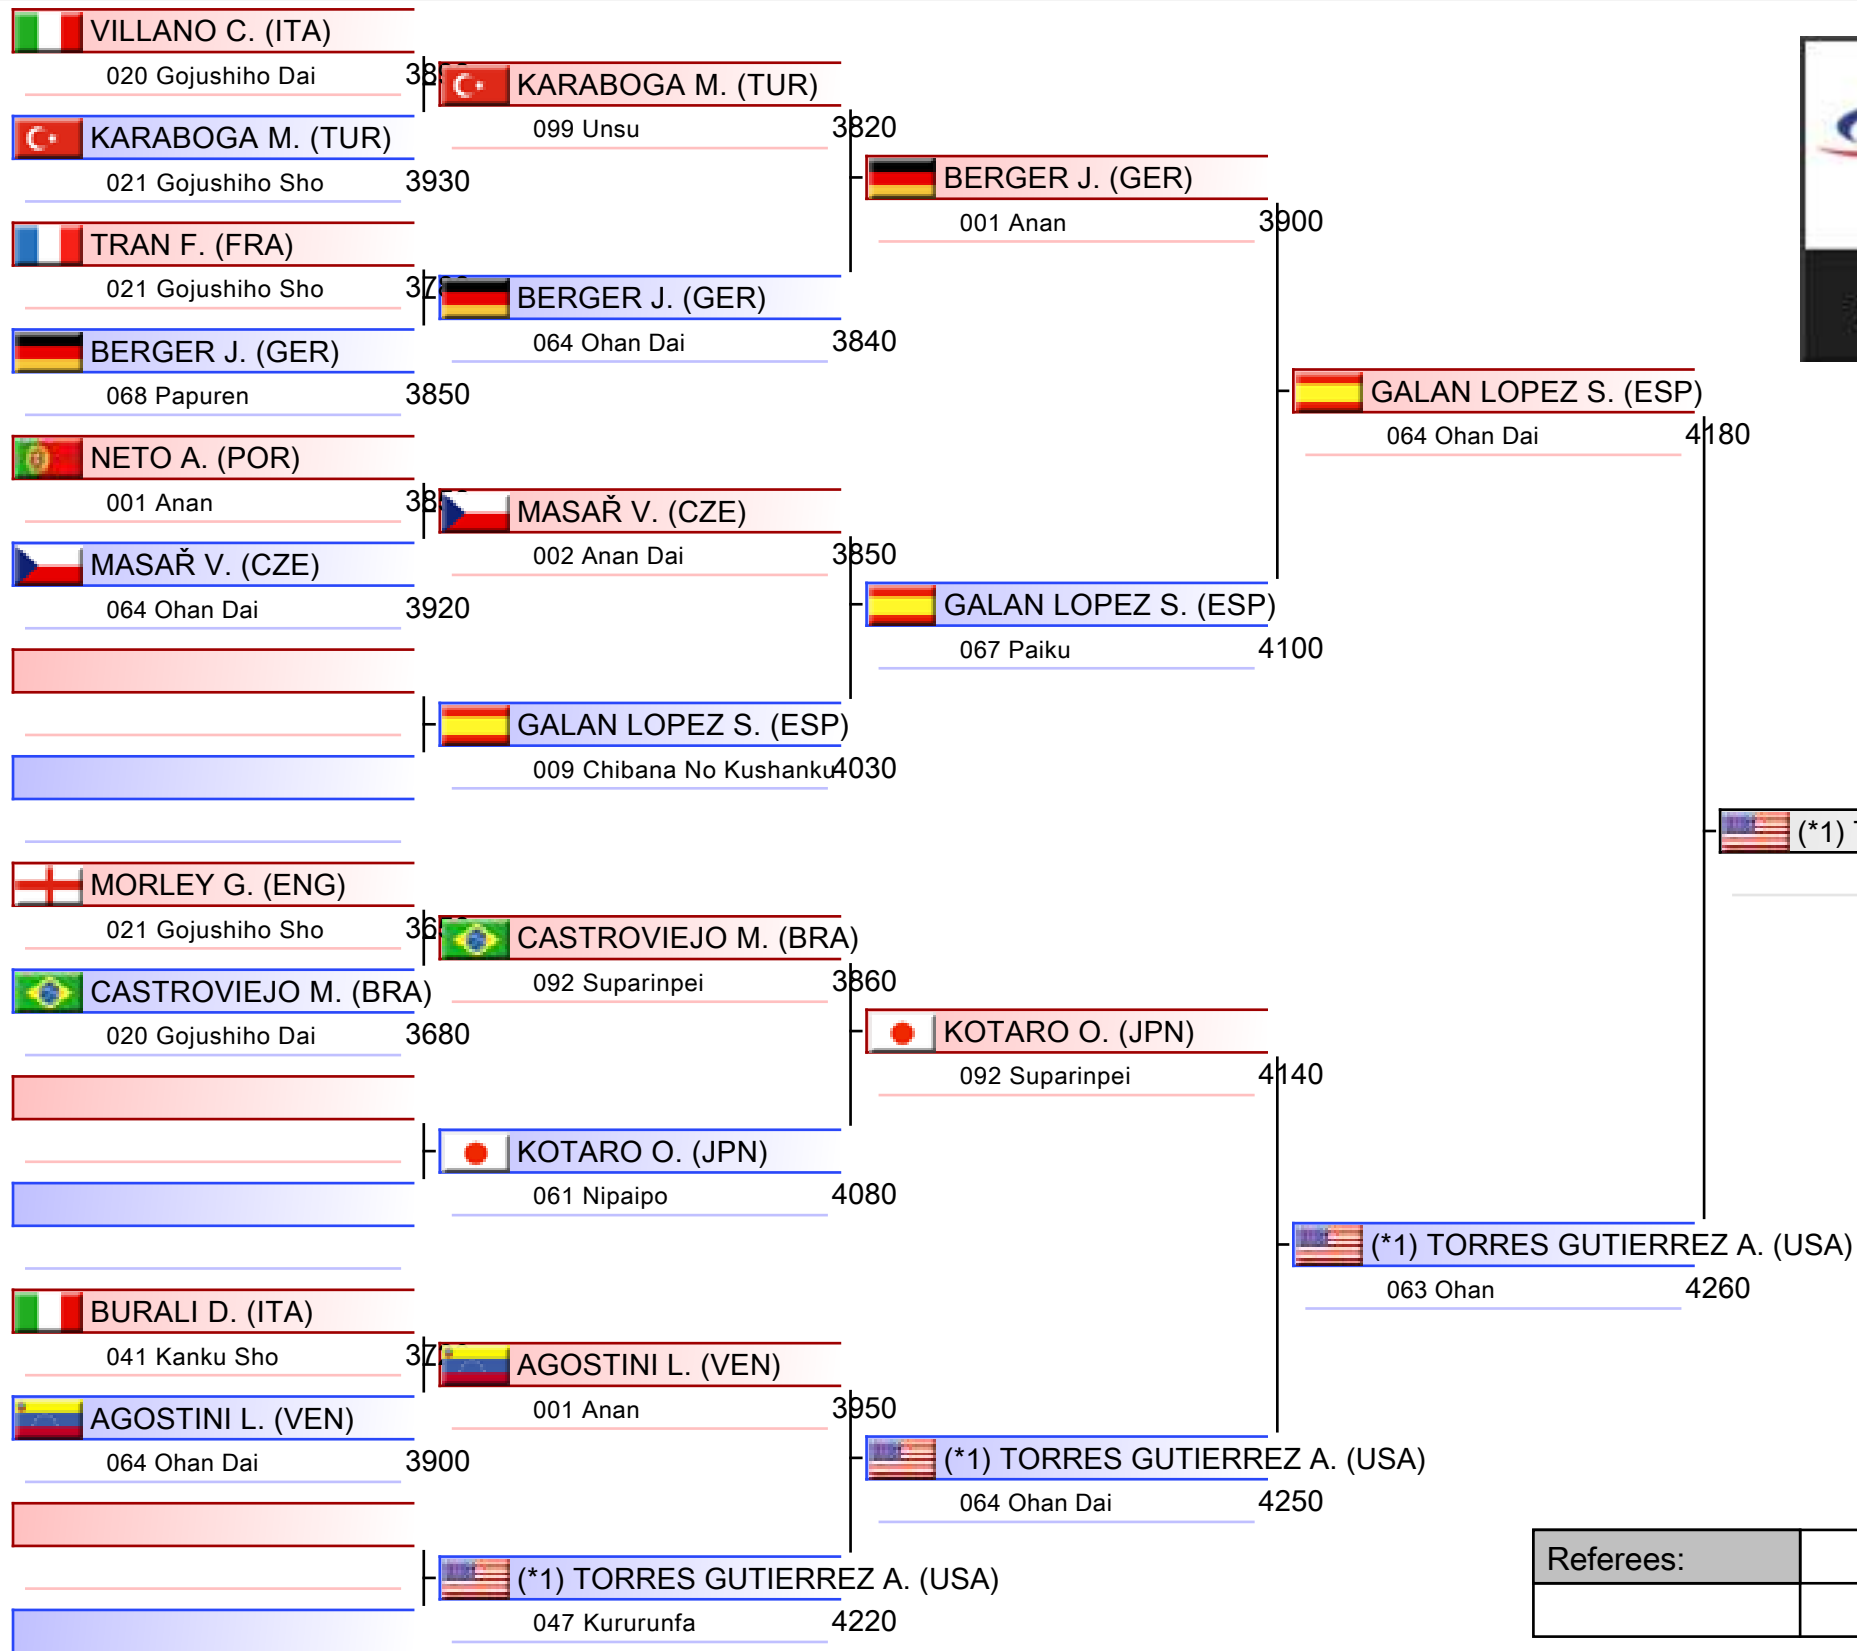 VILLANO C. (ITA)
020 Gojushiho Dai
KARABOGA M. (TUR)
021 Gojushiho Sho 3930
TRAN F. (FRA)
021 Gojushiho Sho
BERGER J. (GER)
068 Papuren 3850
NETO A. (POR)
001 Anan
MASAŘ V. (CZE)
064 Ohan Dai 3920
MORLEY G. (ENG)
021 Gojushiho Sho
CASTROVIEJO M. (BRA)
020 Gojushiho Dai 3680
BURALI D. (ITA)
041 Kanku Sho
AGOSTINI L. (VEN)
064 Ohan Dai 3900
KARABOGA M. (TUR)
099 Unsu 3820
BERGER J. (GER)
064 Ohan Dai 3840
MASAŘ V. (CZE)
002 Anan Dai 3850
GALAN LOPEZ S. (ESP)
009 Chibana No Kushanku 4030
CASTROVIEJO M. (BRA)
092 Suparinpei 3860
KOTARO O. (JPN)
061 Nipaipo 4080
AGOSTINI L. (VEN)
001 Anan 3950
(*1) TORRES GUTIERREZ A. (USA)
047 Kururunfa 4220
BERGER J. (GER)
001 Anan 3900
GALAN LOPEZ S. (ESP)
067 Paiku 4100
KOTARO O. (JPN)
092 Suparinpei 4140
(*1) TORRES GUTIERREZ A. (USA)
064 Ohan Dai 4250
GALAN LOPEZ S. (ESP)
064 Ohan Dai 4180
(*1) TORRES GUTIERREZ A. (USA)
063 Ohan 4260
(*1)
Referees: